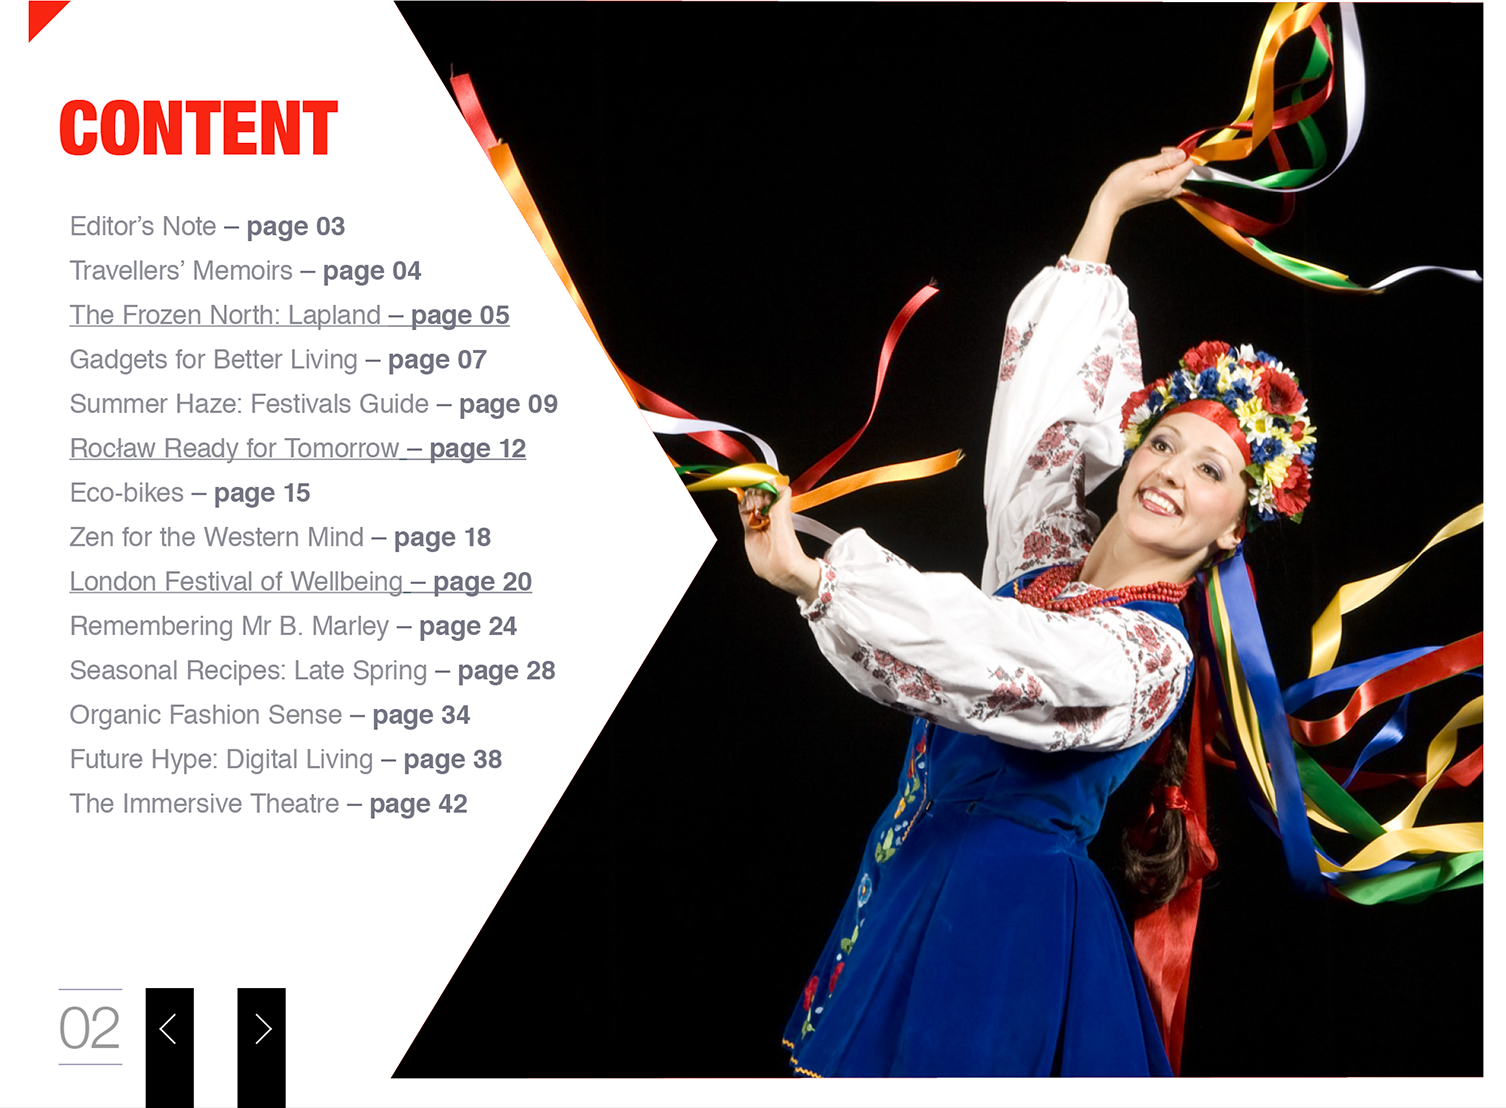 CONTENT
Editor’s Note – page 03
Travellers’ Memoirs – page 04
The Frozen North: Lapland – page 05
Gadgets for Better Living – page 07
Summer Haze: Festivals Guide – page 09
Rocław Ready for Tomorrow – page 12
Eco-bikes – page 15
Zen for the Western Mind – page 18
London Festival of Wellbeing – page 20
Remembering Mr B. Marley – page 24
Seasonal Recipes: Late Spring – page 28
Organic Fashion Sense – page 34
Future Hype: Digital Living – page 38
The Immersive Theatre – page 42
02